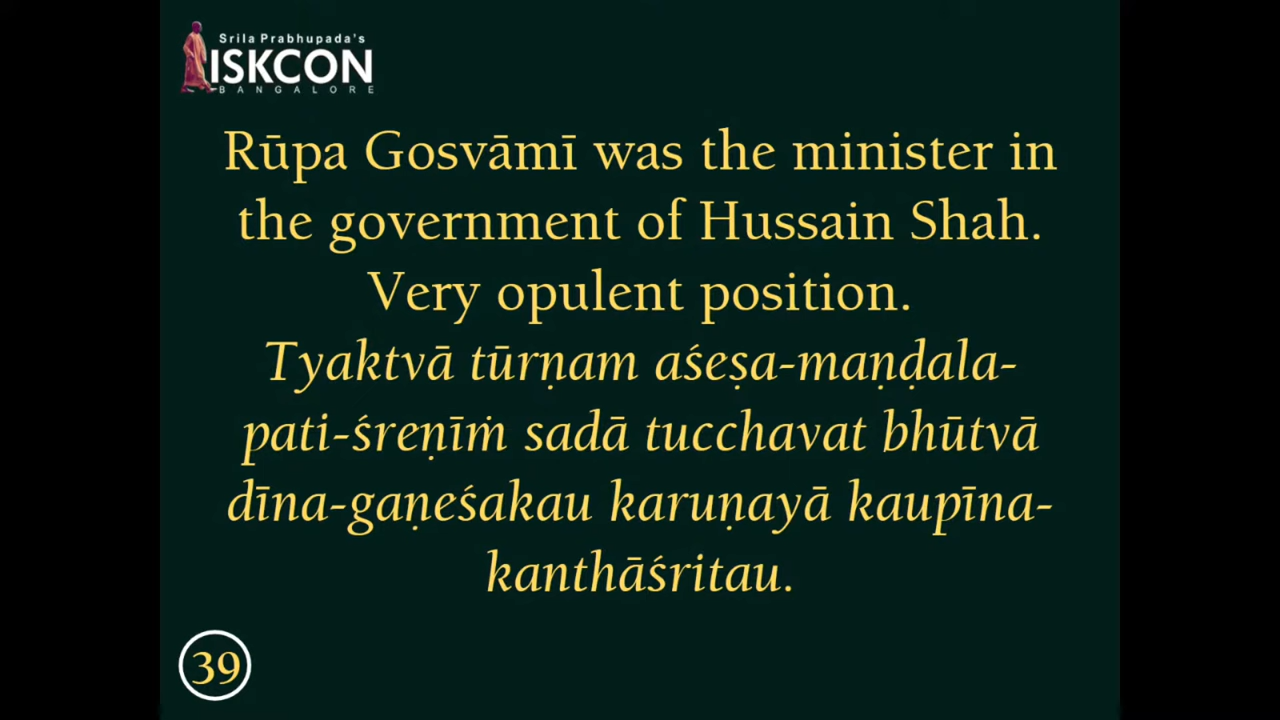 Srila Prabhupada's
ISKCON
BANGALORE
Rūpa Gosvāmī was the minister in
the government of Hussain Shah.
Very opulent position.
Tyaktvā tūrṇam aśeṣa-maṇḍala-
pati-śreṇīṁ sadā tucchavat bhūtvā
dīna-gaṇeśakau karuṇayā kaupīna-
kanthāśritau.
39